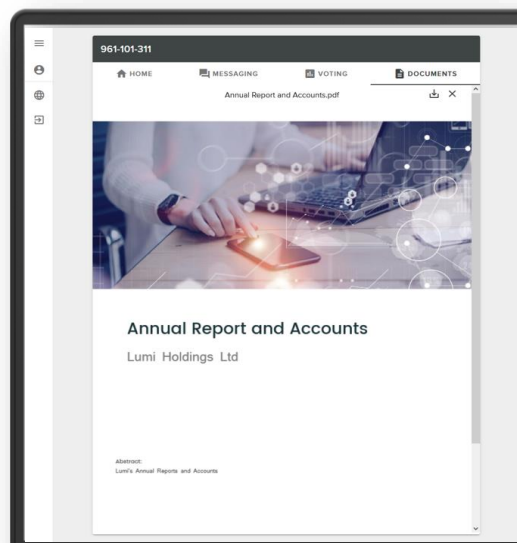 961-101-311
HOME MESSAGING VOTING DOCUMENTS
Annual Report and Accounts.pdf
Annual Report and Accounts
Lumi Holdings Ltd
Abstract:
Lumi's Annual Reports and Accounts